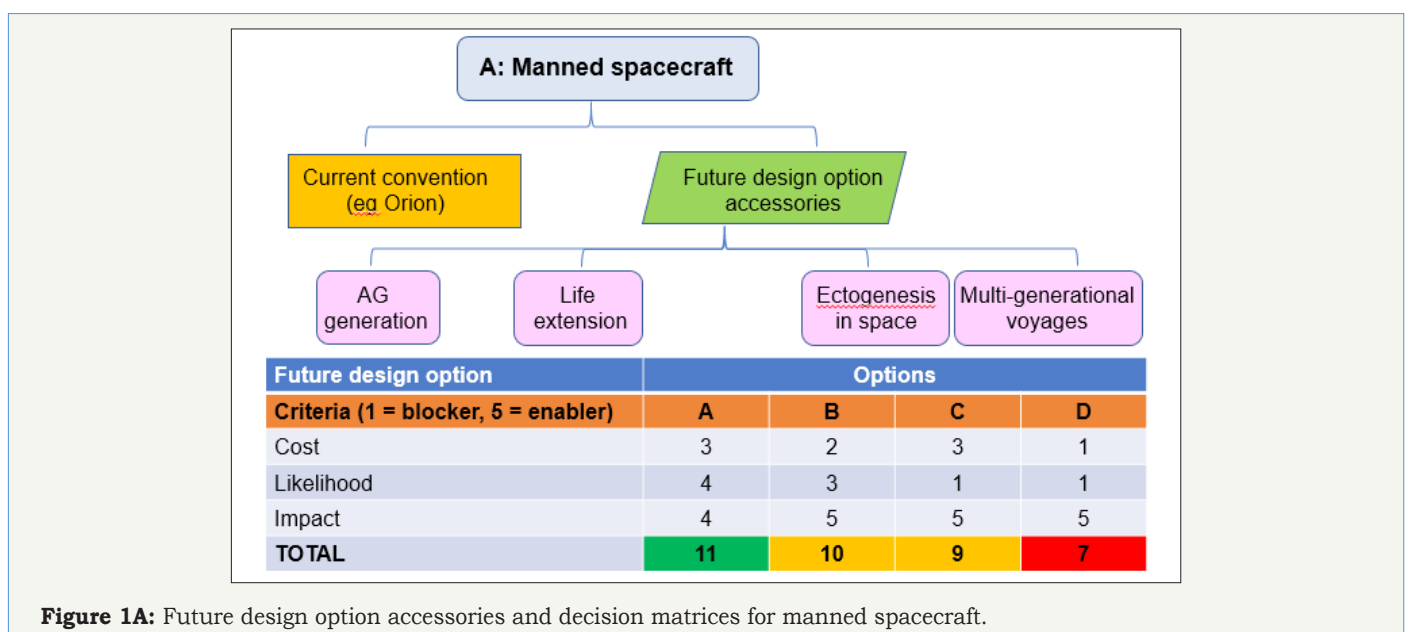 A: Manned spacecraft
Current convention
(eg Orion)
Future design option
accessories
AG
generation
Life
extension
Ectogenesis
in space
Multi-generational
voyages
Future design option Options
Criteria (1 = blocker, 5 = enabler) A B C D
Cost 3 2 3 1
Likelihood 4 3 1 1
Impact 4 5 5 5
TOTAL 11 10 9 7
Figure 1A: Future design option accessories and decision matrices for manned spacecraft.